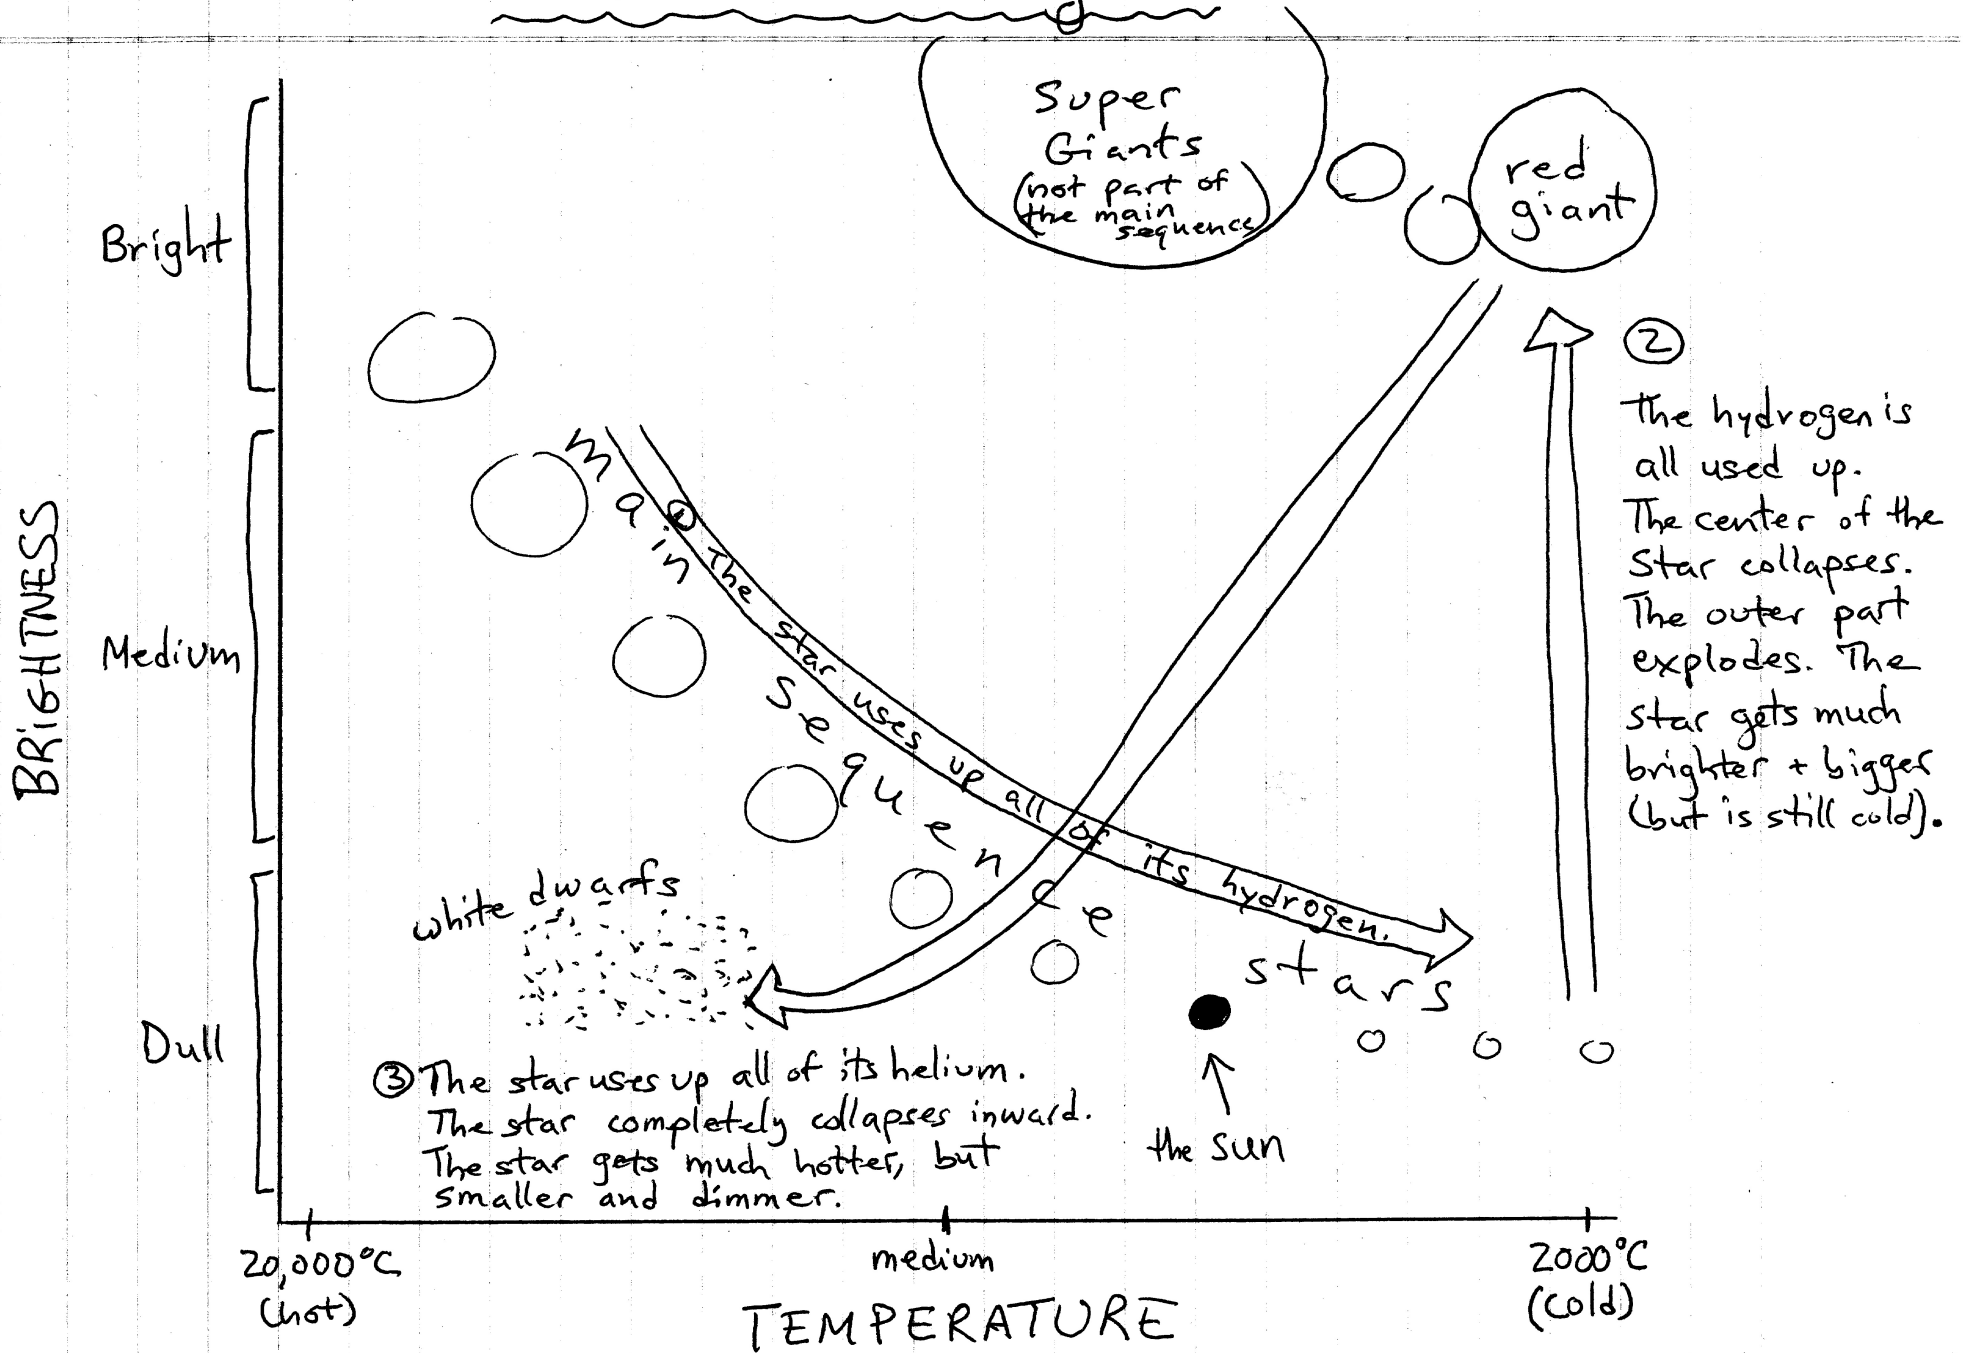 Super
Giants
(not part of
the main
sequence)
red
giant
Bright
Medium
Dull
BRIGHTNESS
②
The hydrogen is
all used up.
The center of the
star collapses.
The outer part
explodes. The
star gets much
brighter + bigger
(but is still cold).
main sequence stars
① The star uses up all of its hydrogen.
white dwarfs
③ The star uses up all of its helium.
The star completely collapses inward.
The star gets much hotter, but
smaller and dimmer.
the sun
20,000°C
(hot)
medium
2000°C
(cold)
TEMPERATURE